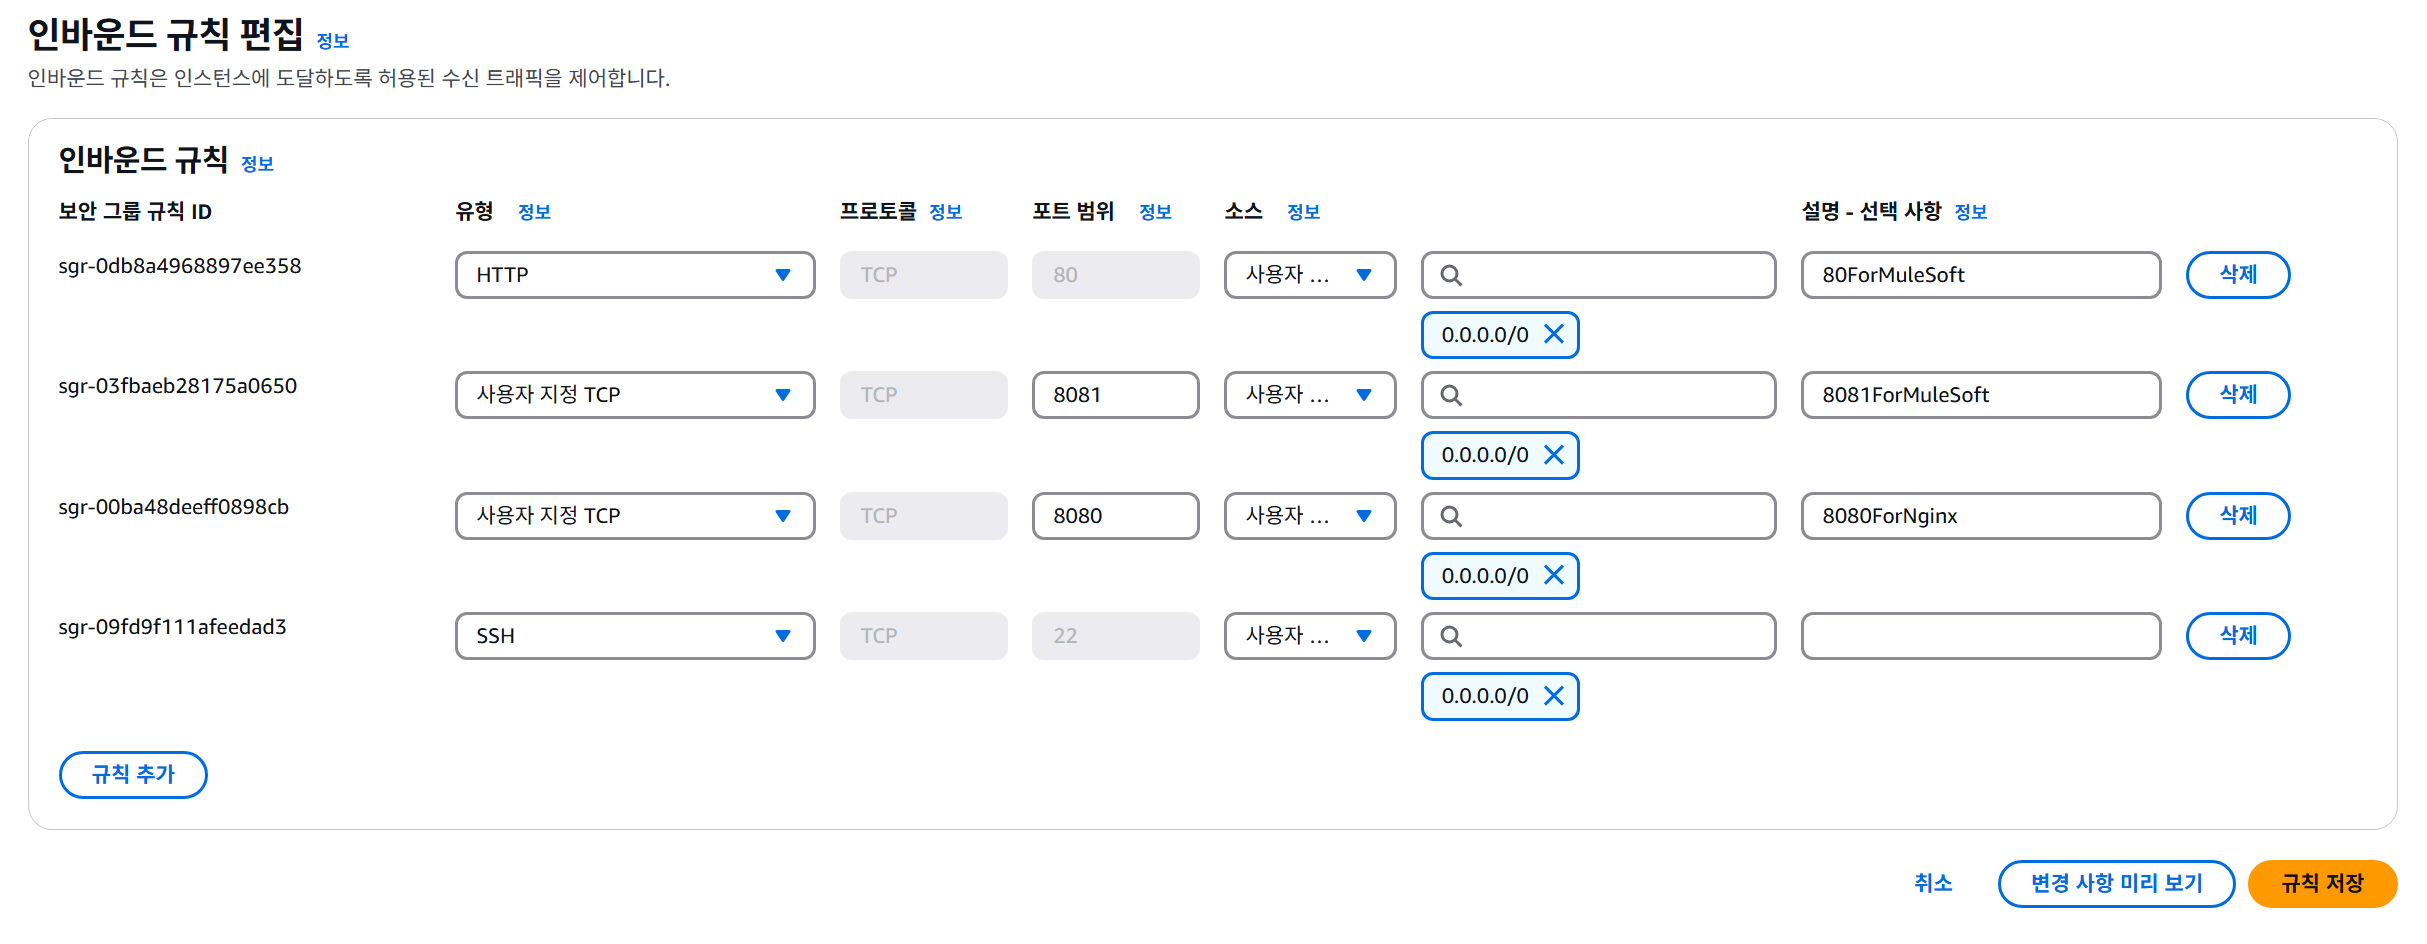 인바운드 규칙 편집 정보
인바운드 규칙은 인스턴스에 도달하도록 허용된 수신 트래픽을 제어합니다.
인바운드 규칙 정보
보안 그룹 규칙 ID 유형 정보 프로토콜 정보 포트 범위 정보 소스 정보 설명 - 선택 사항 정보
sgr-0db8a4968897ee358 HTTP TCP 80 사용자 ... 80ForMuleSoft 삭제
0.0.0.0/0
sgr-03fbaeb28175a0650 사용자 지정 TCP TCP 8081 사용자 ... 8081ForMuleSoft 삭제
0.0.0.0/0
sgr-00ba48deeff0898cb 사용자 지정 TCP TCP 8080 사용자 ... 8080ForNginx 삭제
0.0.0.0/0
sgr-09fd9f111afeedad3 SSH TCP 22 사용자 ... 삭제
0.0.0.0/0
규칙 추가
취소 변경 사항 미리 보기 규칙 저장